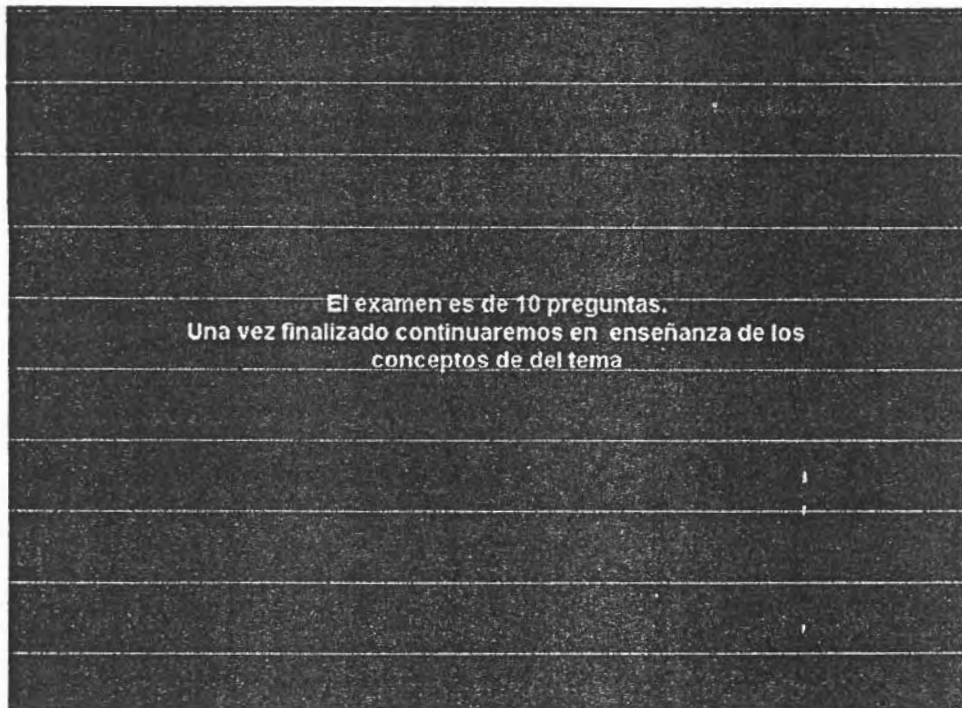 El examen es de 10 preguntas.
Una vez finalizado continuaremos en enseñanza de los
conceptos de del tema